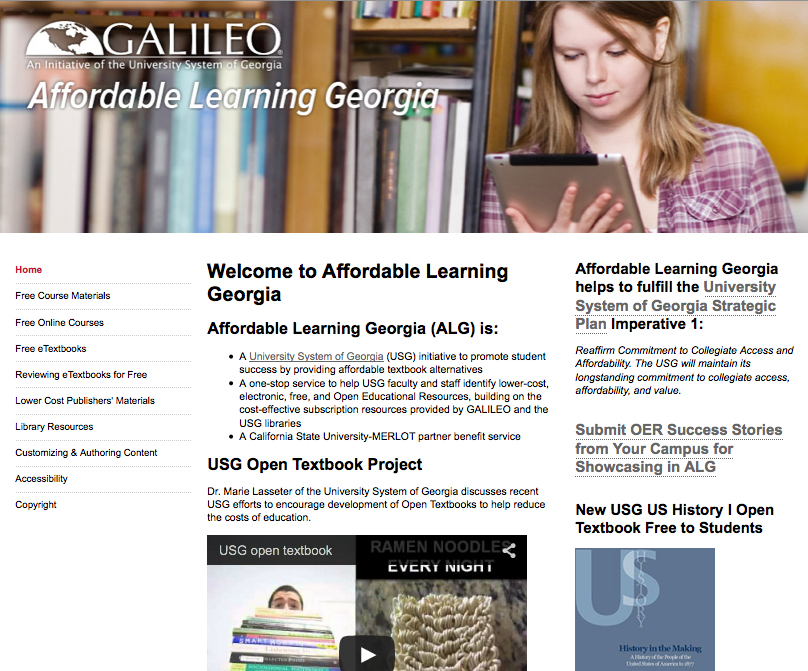 GALILEO®
An Initiative of the University System of Georgia
Affordable Learning Georgia
Home
Free Course Materials
Free Online Courses
Free eTextbooks
Reviewing eTextbooks for Free
Lower Cost Publishers' Materials
Library Resources
Customizing & Authoring Content
Accessibility
Copyright
Welcome to Affordable Learning
Georgia
Affordable Learning Georgia (ALG) is:
• A University System of Georgia (USG) initiative to promote student
success by providing affordable textbook alternatives
• A one-stop service to help USG faculty and staff identify lower-cost,
electronic, free, and Open Educational Resources, building on the
cost-effective subscription resources provided by GALILEO and the
USG libraries
• A California State University-MERLOT partner benefit service
USG Open Textbook Project
Dr. Marie Lasseter of the University System of Georgia discusses recent
USG efforts to encourage development of Open Textbooks to help reduce
the costs of education.
USG open textbook
RAMEN NOODLES
EVERY NIGHT
Affordable Learning Georgia
helps to fulfill the University
System of Georgia Strategic
Plan Imperative 1:
Reaffirm Commitment to Collegiate Access and
Affordability. The USG will maintain its
longstanding commitment to collegiate access,
affordability, and value.
Submit OER Success Stories
from Your Campus for
Showcasing in ALG
New USG US History I Open
Textbook Free to Students
US
History in the Making
A History of the People of the
United States of America to 1877